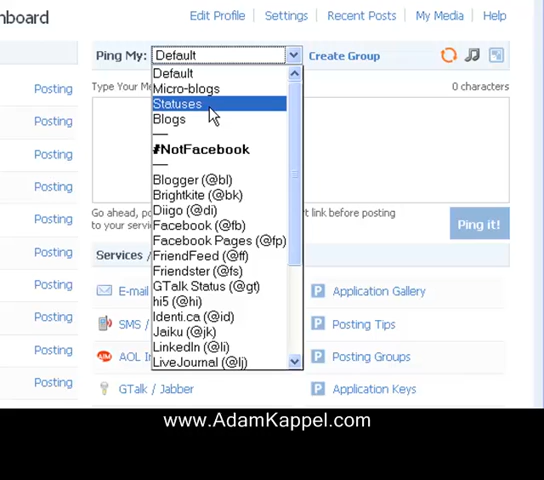 hboard
Edit Profile
Settings
Recent Posts
My Media
Help
Ping My:
Default
Create Group
Posting
Posting
Posting
Posting
Posting
Posting
Posting
Posting
Posting
Posting
Default
Micro-blogs
Statuses
Blogs
#NotFacebook
Blogger (@bl)
Brightkite (@bk)
Diigo (@di)
Facebook (@fb)
Facebook Pages (@fp)
FriendFeed (@ff)
Friendster (@fs)
GTalk Status (@gt)
hi5 (@hi)
Identi.ca (@id)
Jaiku (@jk)
LinkedIn (@li)
LiveJournal (@lj)
Type Your Me
0 characters
Go ahead, po
t link before posting
to your service
Ping it!
Services /
E-mail
SMS /
AOL In
GTalk / Jabber
Application Gallery
Posting Tips
Posting Groups
Application Keys
www.AdamKappel.com